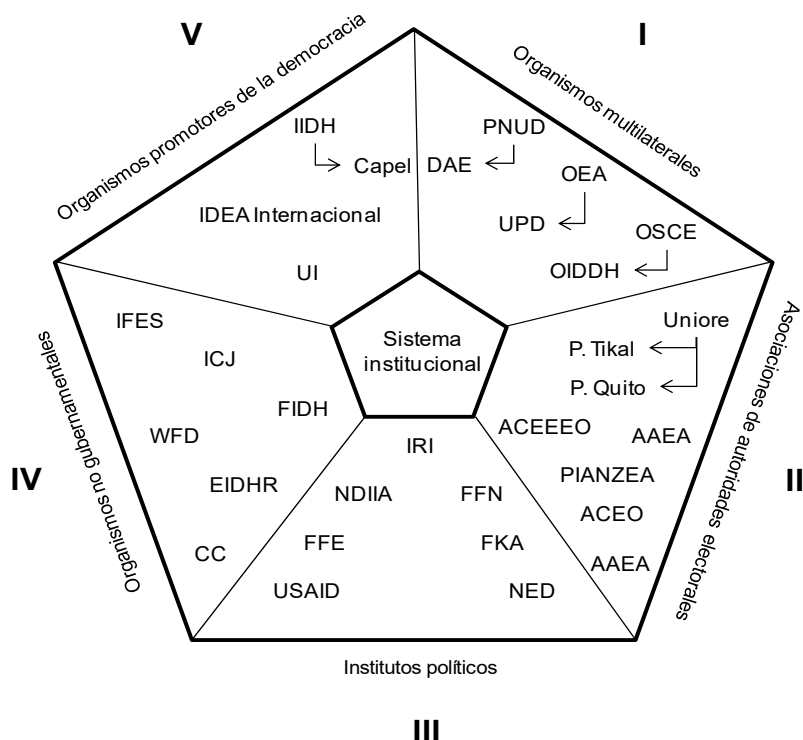 V
I
Organismos promotores de la democracia
Organismos multilaterales
IIDH
Capel
IDEA Internacional
UI
PNUD
DAE
OEA
UPD
OSCE
OIDDH
Sistema
institucional
Uniore
P. Tikal
P. Quito
ACEEEO
AAEA
PIANZEA
ACEO
AAEA
Asociaciones de autoridades electorales
II
IFES
ICJ
FIDH
WFD
EIDHR
CC
Organismos no gubernamentales
IV
IRI
NDIIA
FFN
FFE
FKA
USAID
NED
Institutos políticos
III